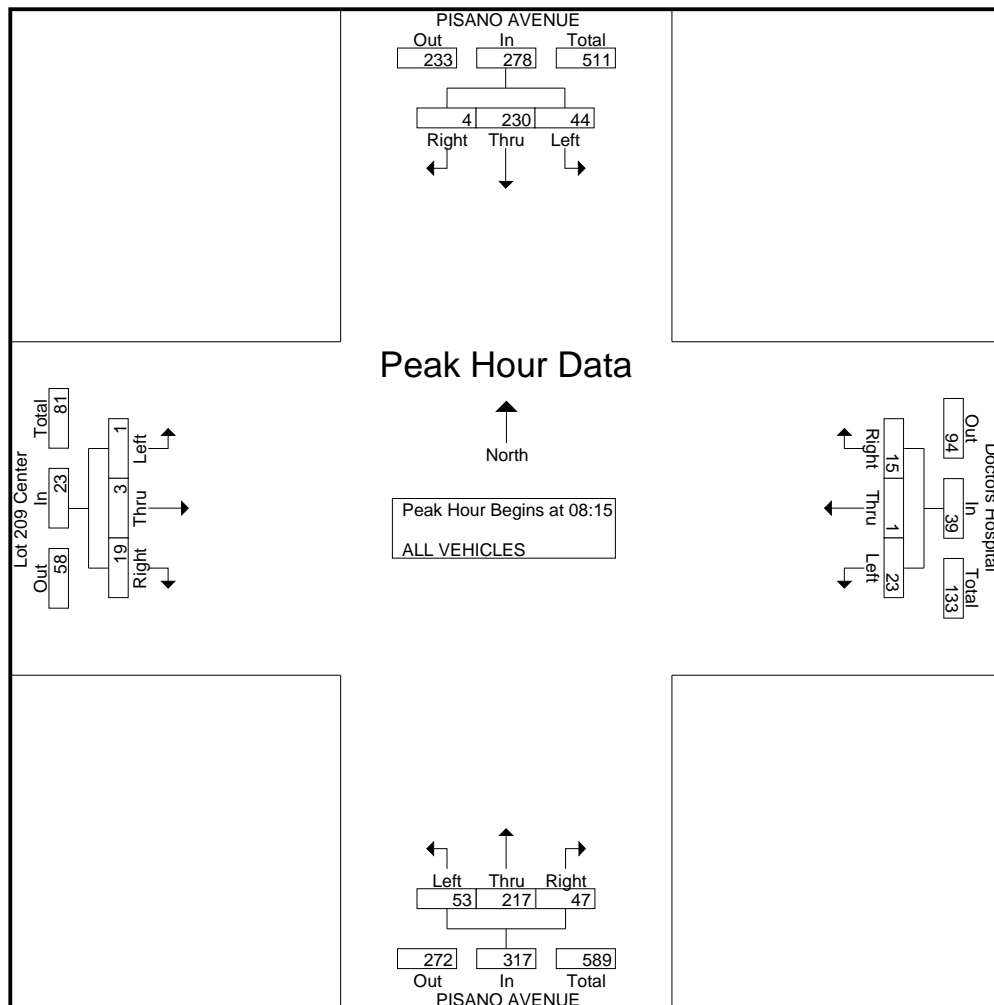 PISANO AVENUE
Out In Total
233 278 511
4 230 44
Right Thru Left
Peak Hour Data
North
Peak Hour Begins at 08:15
ALL VEHICLES
Lot 209 Center
Out In Total
58 23 81
19 3 1
Right Thru Left
Doctors Hospital
Out In Total
94 39 133
15 1 23
Right Thru Left
Left Thru Right
53 217 47
272 317 589
Out In Total
PISANO AVENUE